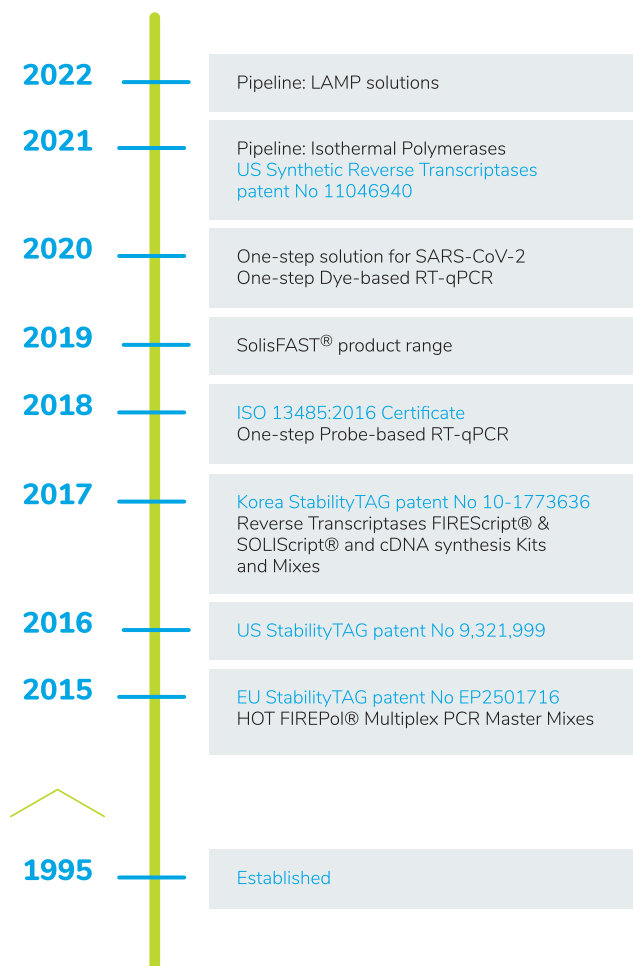 2022
Pipeline: LAMP solutions
2021
Pipeline: Isothermal Polymerases
US Synthetic Reverse Transcriptases
patent No 11046940
2020
One-step solution for SARS-CoV-2
One-step Dye-based RT-qPCR
2019
SolisFAST® product range
2018
ISO 13485:2016 Certificate
One-step Probe-based RT-qPCR
2017
Korea StabilityTAG patent No 10-1773636
Reverse Transcriptases FIREScript® &
SOLIScript® and cDNA synthesis Kits
and Mixes
2016
US StabilityTAG patent No 9,321,999
2015
EU StabilityTAG patent No EP2501716
HOT FIREPol® Multiplex PCR Master Mixes
1995
Established